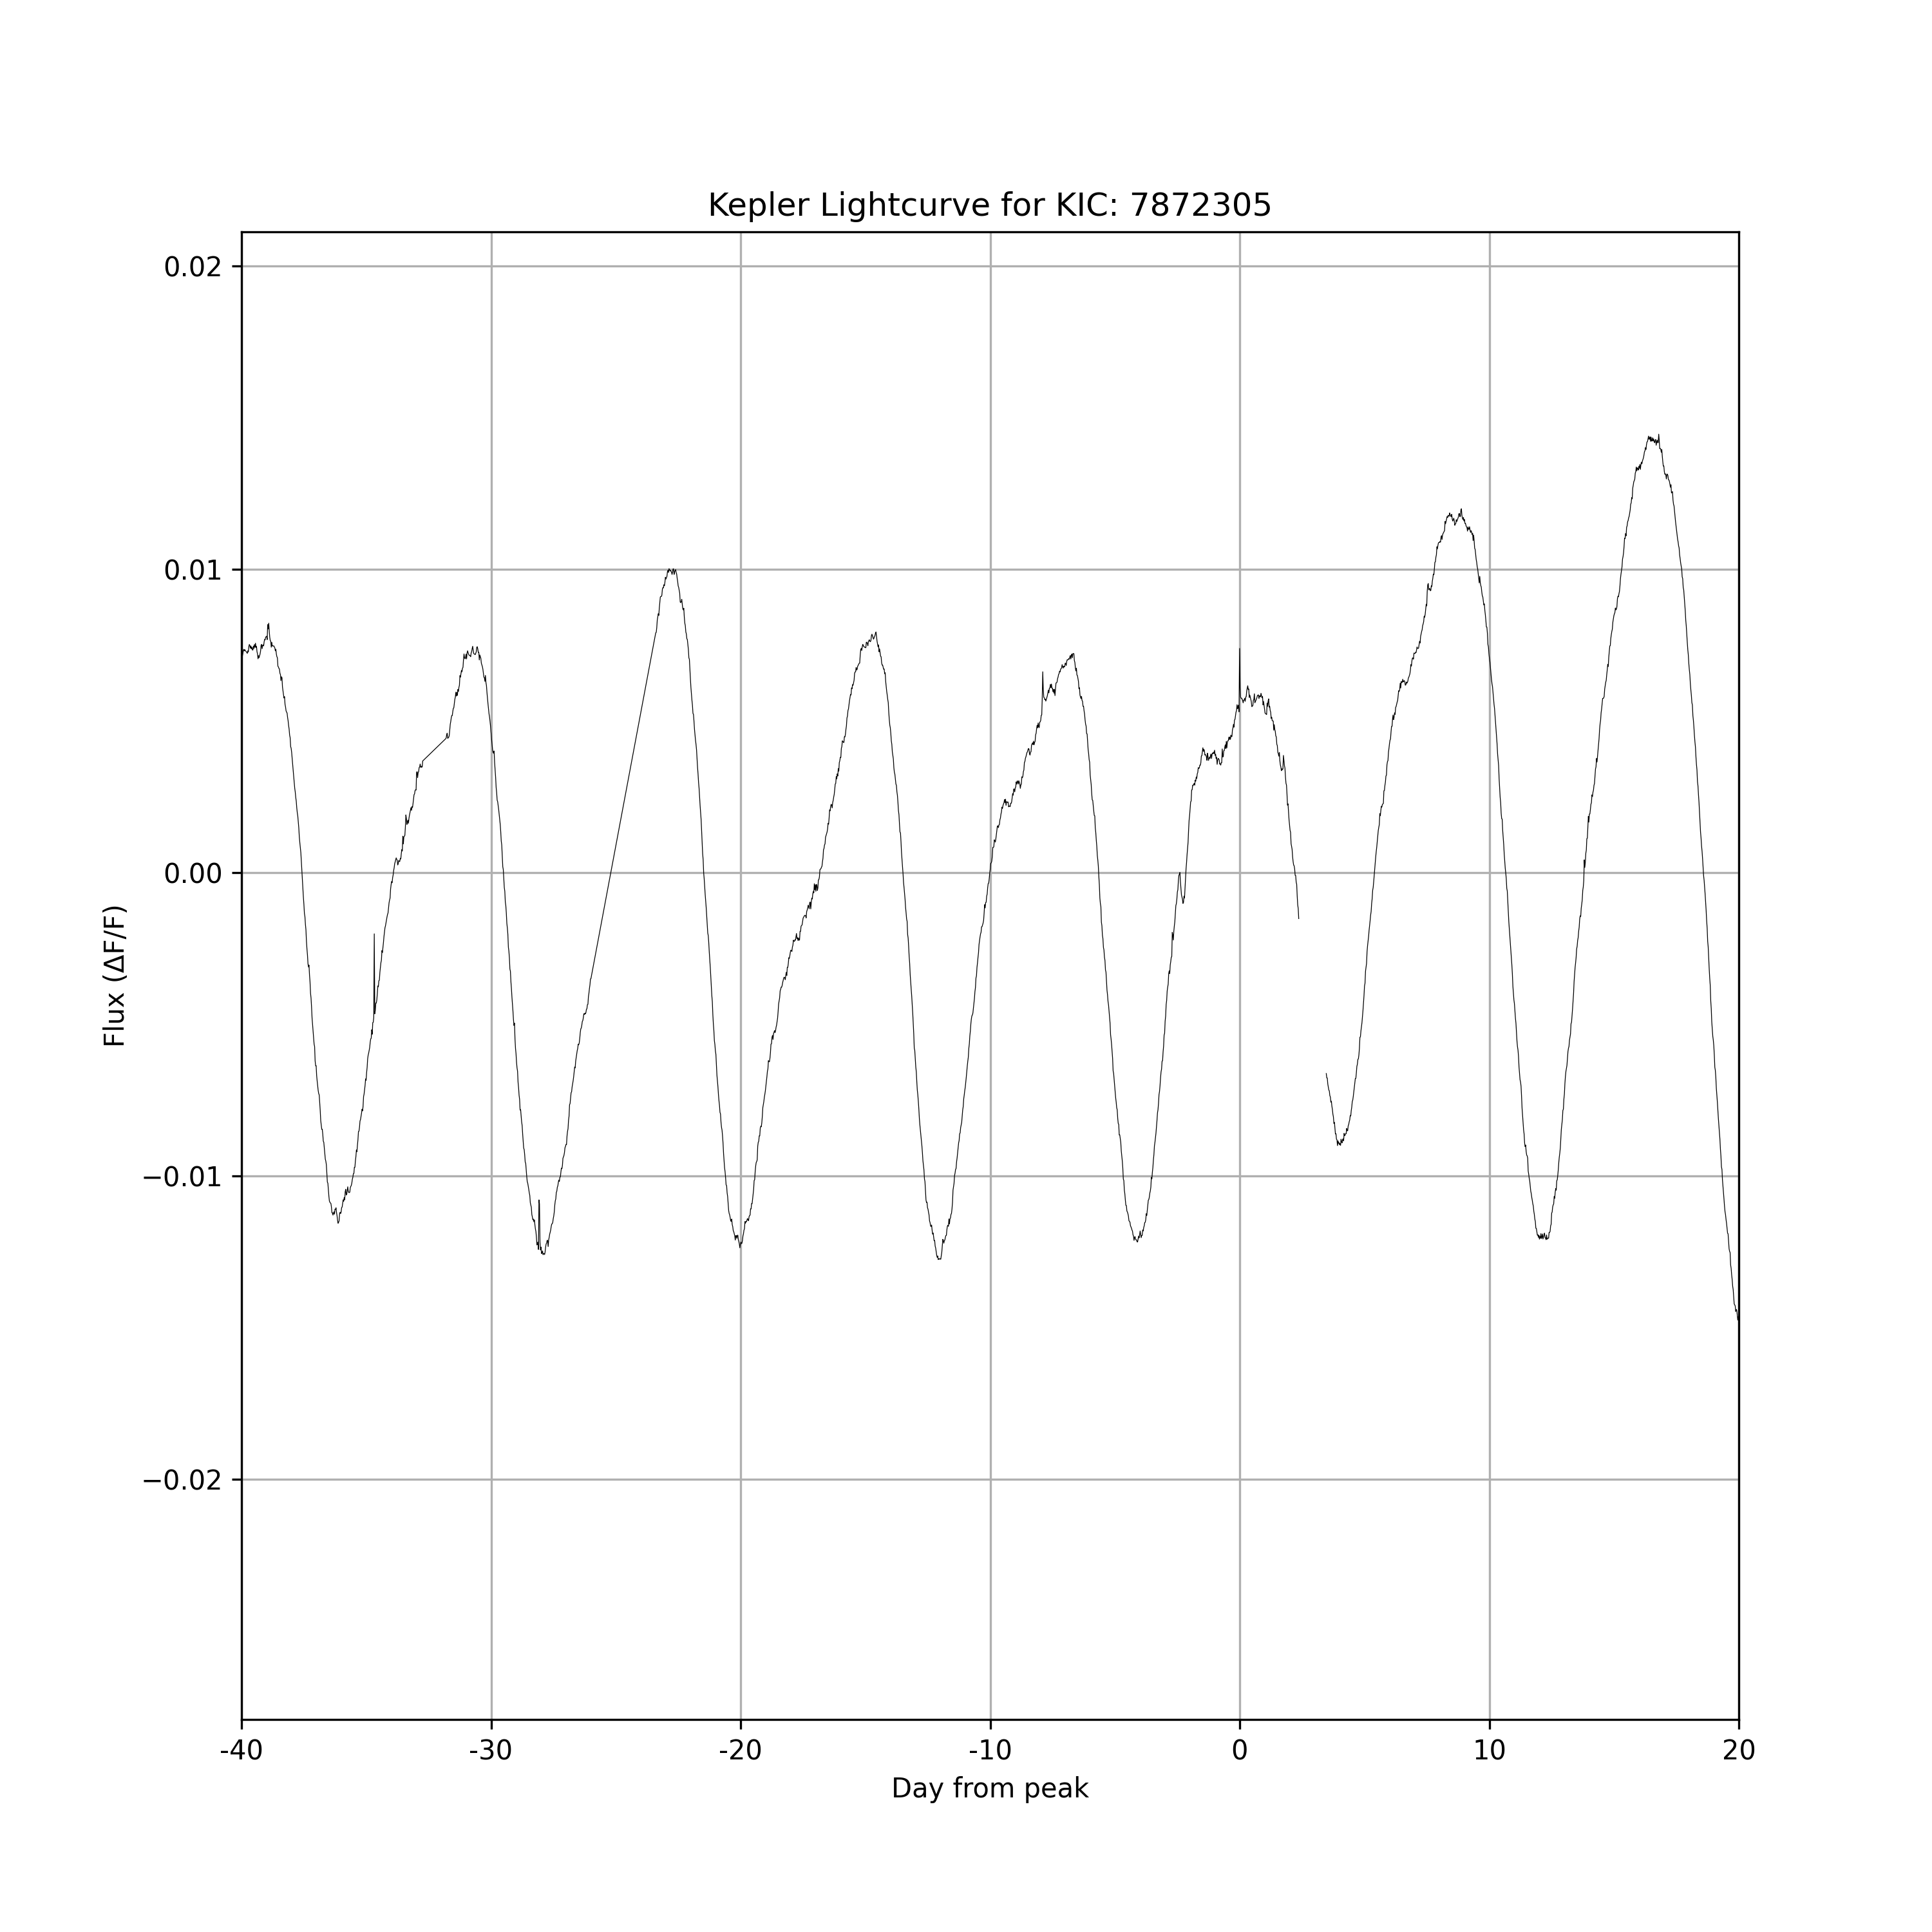 Kepler Lightcurve for KIC: 7872305
0.02
0.01
0.00
−0.01
−0.02
Flux (ΔF/F)
-40 -30 -20 -10 0 10 20
Day from peak